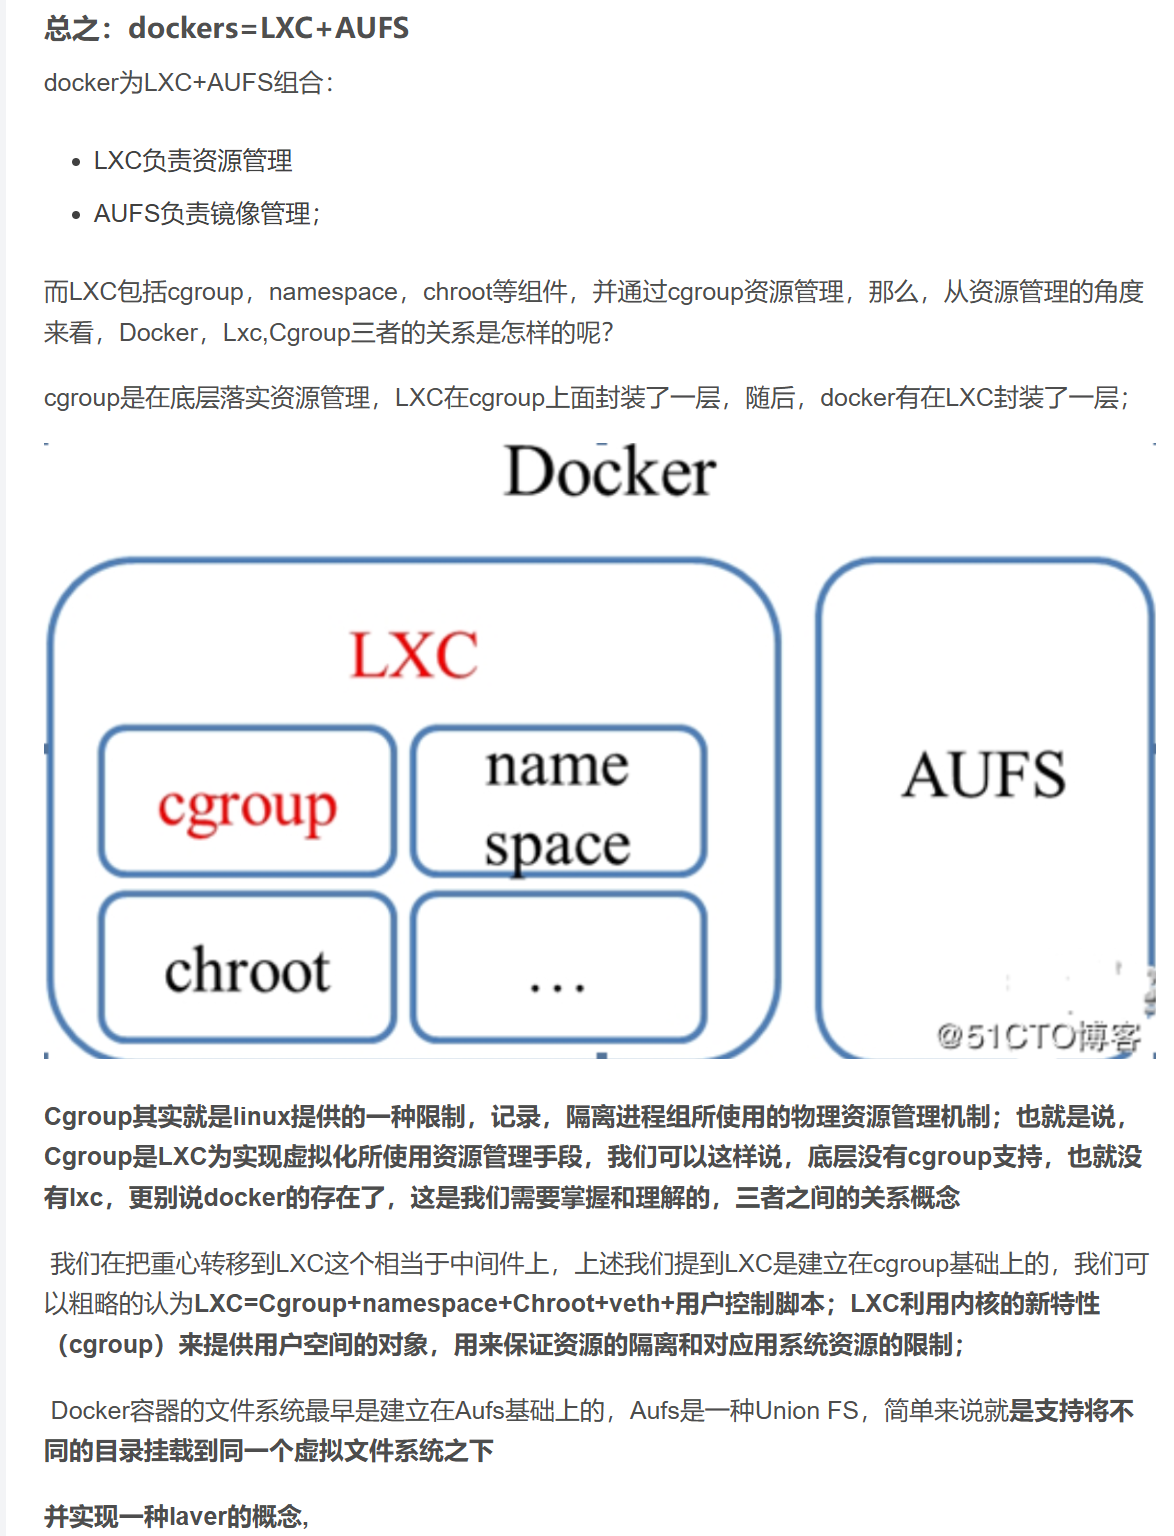 总之：dockers=LXC+AUFS
docker为LXC+AUFS组合：
• LXC负责资源管理
• AUFS负责镜像管理；
而LXC包括cgroup，namespace，chroot等组件，并通过cgroup资源管理，那么，从资源管理的角度
来看，Docker，Lxc,Cgroup三者的关系是怎样的呢？
cgroup是在底层落实资源管理，LXC在cgroup上面封装了一层，随后，docker有在LXC封装了一层；
Docker
LXC
cgroup
name
space
chroot
...
AUFS
@51CTO博客
Cgroup其实就是linux提供的一种限制，记录，隔离进程组所使用的物理资源管理机制；也就是说，
Cgroup是LXC为实现虚拟化所使用资源管理手段，我们可以这样说，底层没有cgroup支持，也就没
有lxc，更别说docker的存在了，这是我们需要掌握和理解的，三者之间的关系概念
我们在把重心转移到LXC这个相当于中间件上，上述我们提到LXC是建立在cgroup基础上的，我们可
以粗略的认为LXC=Cgroup+namespace+Chroot+veth+用户控制脚本；LXC利用内核的新特性
（cgroup）来提供用户空间的对象，用来保证资源的隔离和对应用系统资源的限制；
Docker容器的文件系统最早是建立在Aufs基础上的，Aufs是一种Union FS，简单来说就是支持将不
同的目录挂载到同一个虚拟文件系统之下
并实现一种laver的概念,